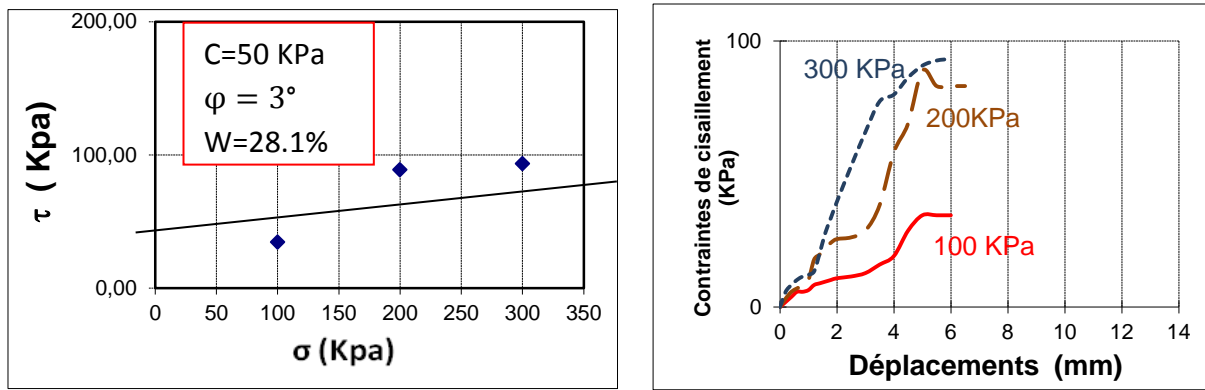 200,00
100,00
0,00
τ ( Kpa)
C=50 KPa
φ = 3°
W=28.1%
0 50 100 150 200 250 300 350
σ (Kpa)
100
0
Contraintes de cisaillement
(KPa)
300 KPa
200KPa
100 KPa
0 2 4 6 8 10 12 14
Déplacements (mm)